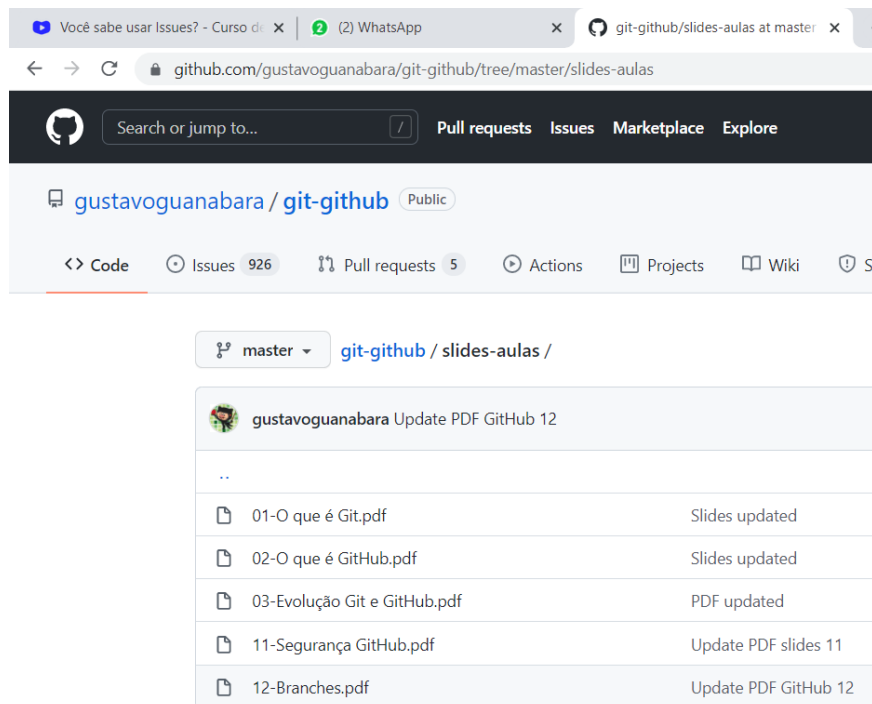 Você sabe usar Issues? - Curso de
2 (2) WhatsApp
git-github/slides-aulas at master
github.com/gustavoguanabara/git-github/tree/master/slides-aulas
Search or jump to... / Pull requests Issues Marketplace Explore
gustavoguanabara / git-github Public
Code Issues 926 Pull requests 5 Actions Projects Wiki S
master git-github / slides-aulas /
gustavoguanabara Update PDF GitHub 12
..
01-O que é Git.pdf Slides updated
02-O que é GitHub.pdf Slides updated
03-Evolução Git e GitHub.pdf PDF updated
11-Segurança GitHub.pdf Update PDF slides 11
12-Branches.pdf Update PDF GitHub 12